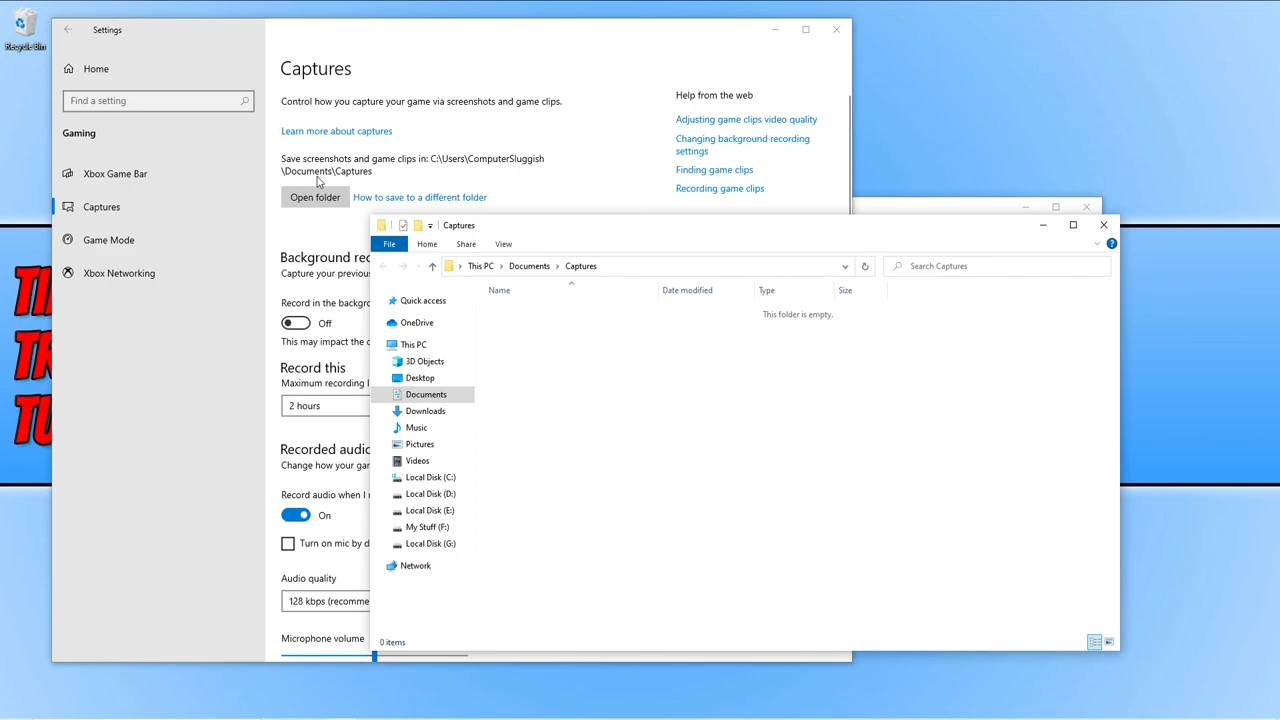 Recycle Bin
Settings
Home
Find a setting
Gaming
Xbox Game Bar
Captures
Game Mode
Xbox Networking
Captures
Control how you capture your game via screenshots and game clips.
Learn more about captures
Save screenshots and game clips in: C:\Users\ComputerSluggish
\Documents\Captures
Open folder
How to save to a different folder
Background rec
Capture your previous
Record in the backgro
Off
This may impact the
Record this
Maximum recording l
2 hours
Recorded audio
Change how your gam
Record audio when I
On
Turn on mic by d
Audio quality
128 kbps (recomme
Microphone volume
Help from the web
Adjusting game clips video quality
Changing background recording
settings
Finding game clips
Recording game clips
Captures
File
Home
Share
View
This PC
Documents
Captures
Search Captures
Name
Date modified
Type
Size
This folder is empty.
Quick access
OneDrive
This PC
3D Objects
Desktop
Documents
Downloads
Music
Pictures
Videos
Local Disk (C:)
Local Disk (D:)
Local Disk (E:)
My Stuff (F:)
Local Disk (G:)
Network
0 items